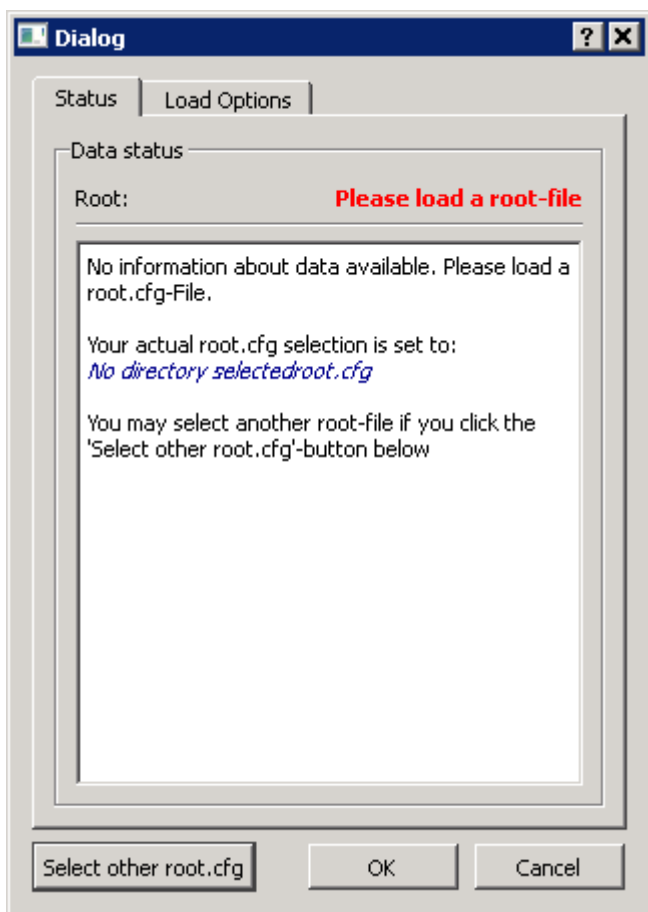 Dialog
Status
Load Options
Data status
Root:
Please load a root-file
No information about data available. Please load a
root.cfg-File.
Your actual root.cfg selection is set to:
No directory selectedroot.cfg
You may select another root-file if you click the
'Select other root.cfg'-button below
Select other root.cfg
OK
Cancel